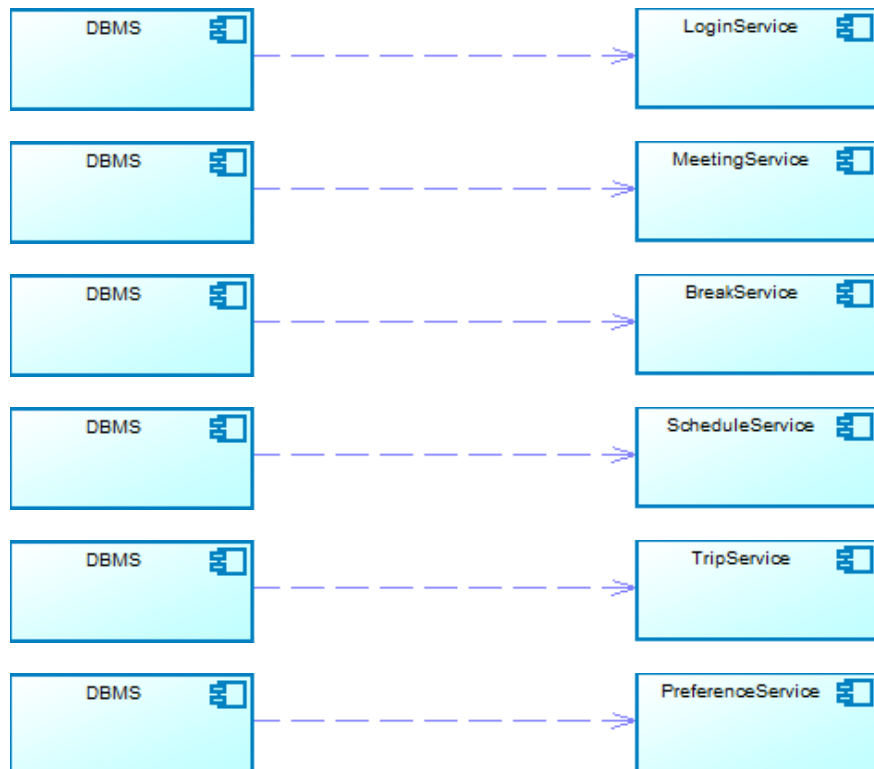 DBMS
LoginService
DBMS
MeetingService
DBMS
BreakService
DBMS
ScheduleService
DBMS
TripService
DBMS
PreferenceService